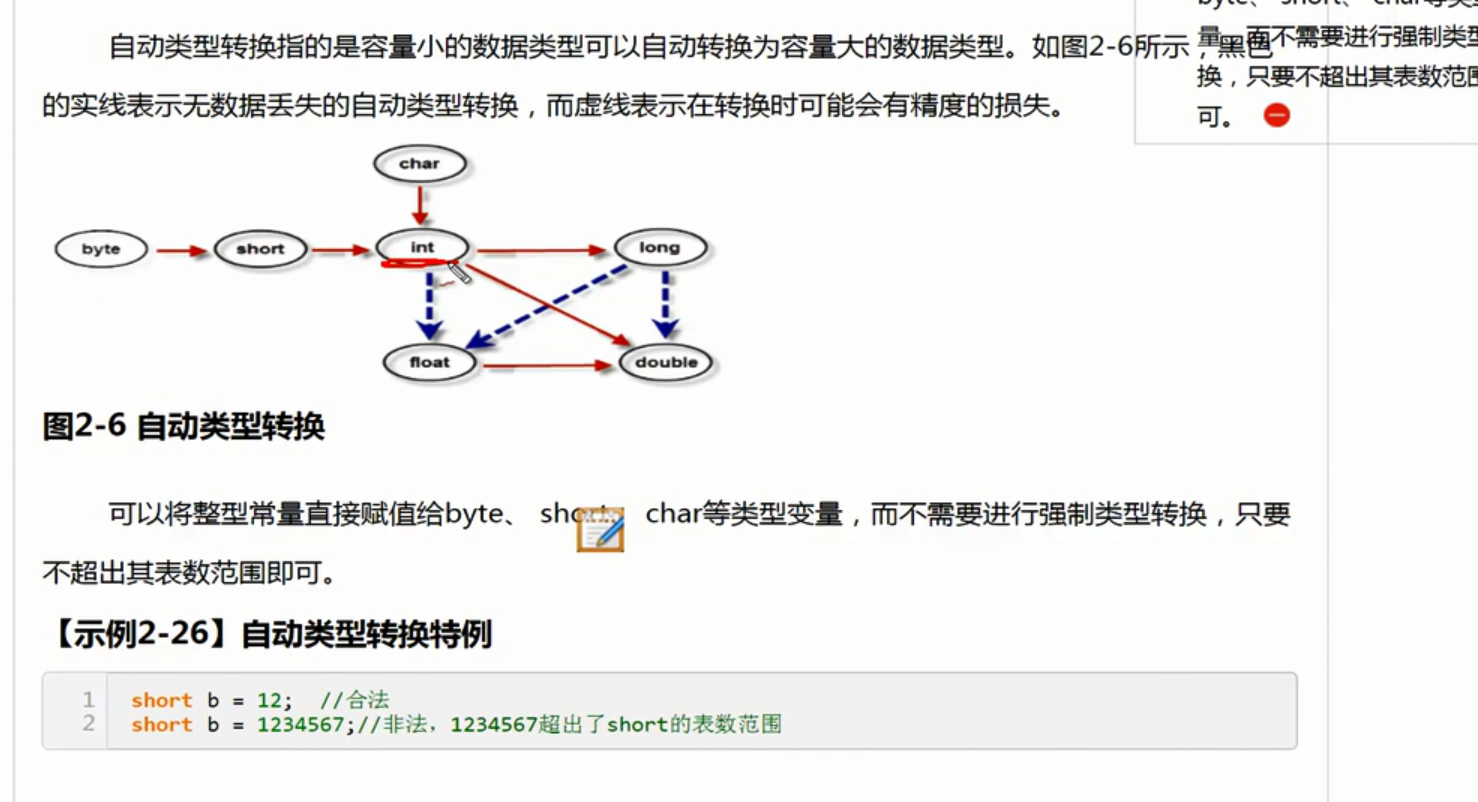 自动类型转换指的是容量小的数据类型可以自动转换为容量大的数据类型。如图2-6所示，黑色
的实线表示无数据丢失的自动类型转换，而虚线表示在转换时可能会有精度的损失。
byte、 short、 char等类型
量，而不需要进行强制类型
换，只要不超出其表数范围
可。
char
byte
short
int
long
float
double
图2-6 自动类型转换
可以将整型常量直接赋值给byte、 short、 char等类型变量，而不需要进行强制类型转换，只要
不超出其表数范围即可。
【示例2-26】自动类型转换特例
1 short b = 12; //合法
2 short b = 1234567;//非法，1234567超出了short的表数范围